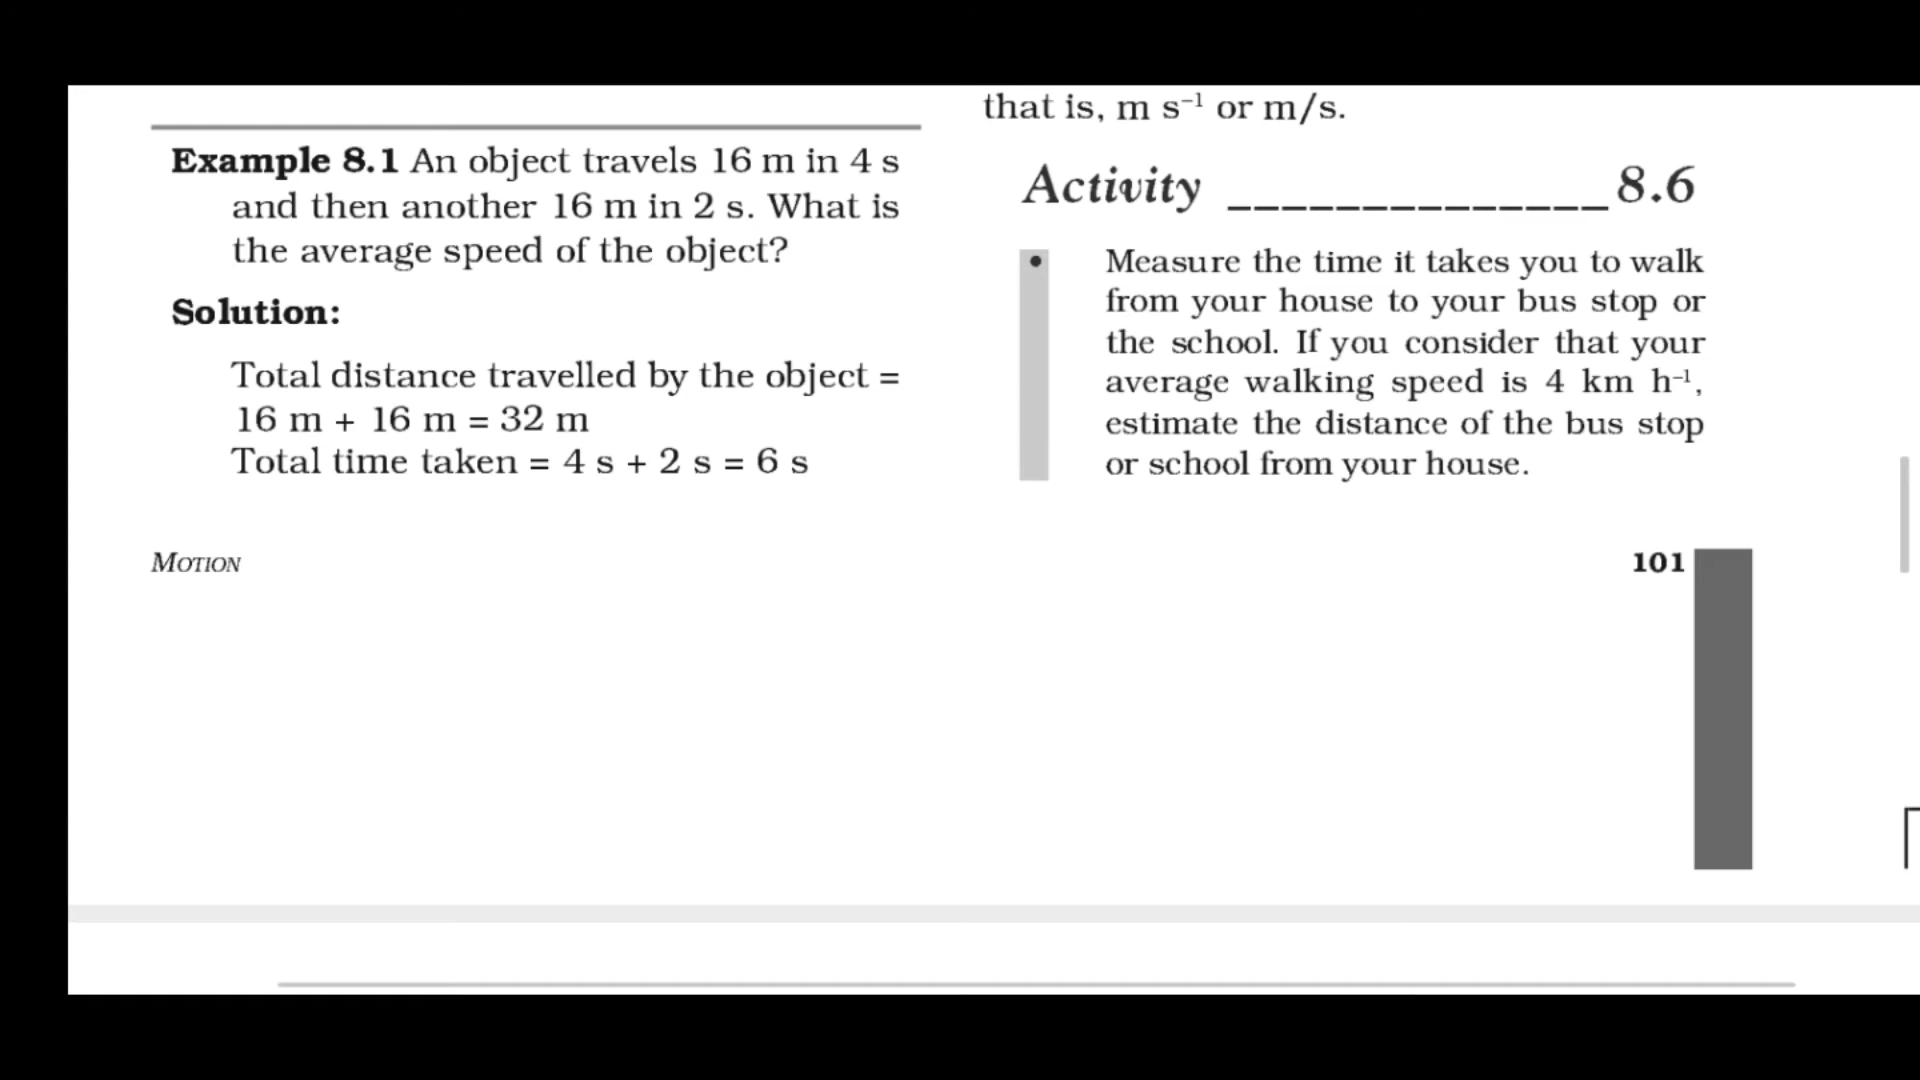 Example 8.1 An object travels 16 m in 4 s
and then another 16 m in 2 s. What is
the average speed of the object?
Solution:
Total distance travelled by the object =
16 m + 16 m = 32 m
Total time taken = 4 s + 2 s = 6 s
that is, m s⁻¹ or m/s.
Activity ______________8.6
• Measure the time it takes you to walk
from your house to your bus stop or
the school. If you consider that your
average walking speed is 4 km h⁻¹,
estimate the distance of the bus stop
or school from your house.
MOTION
101